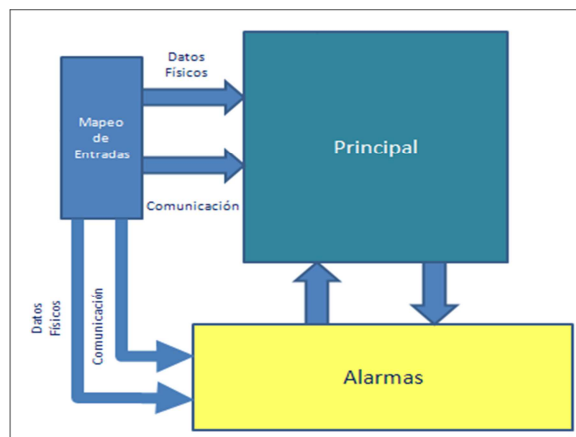 Datos
Físicos
Mapeo
de
Entradas
Principal
Comunicación
Datos
Físicos
Comunicación
Alarmas